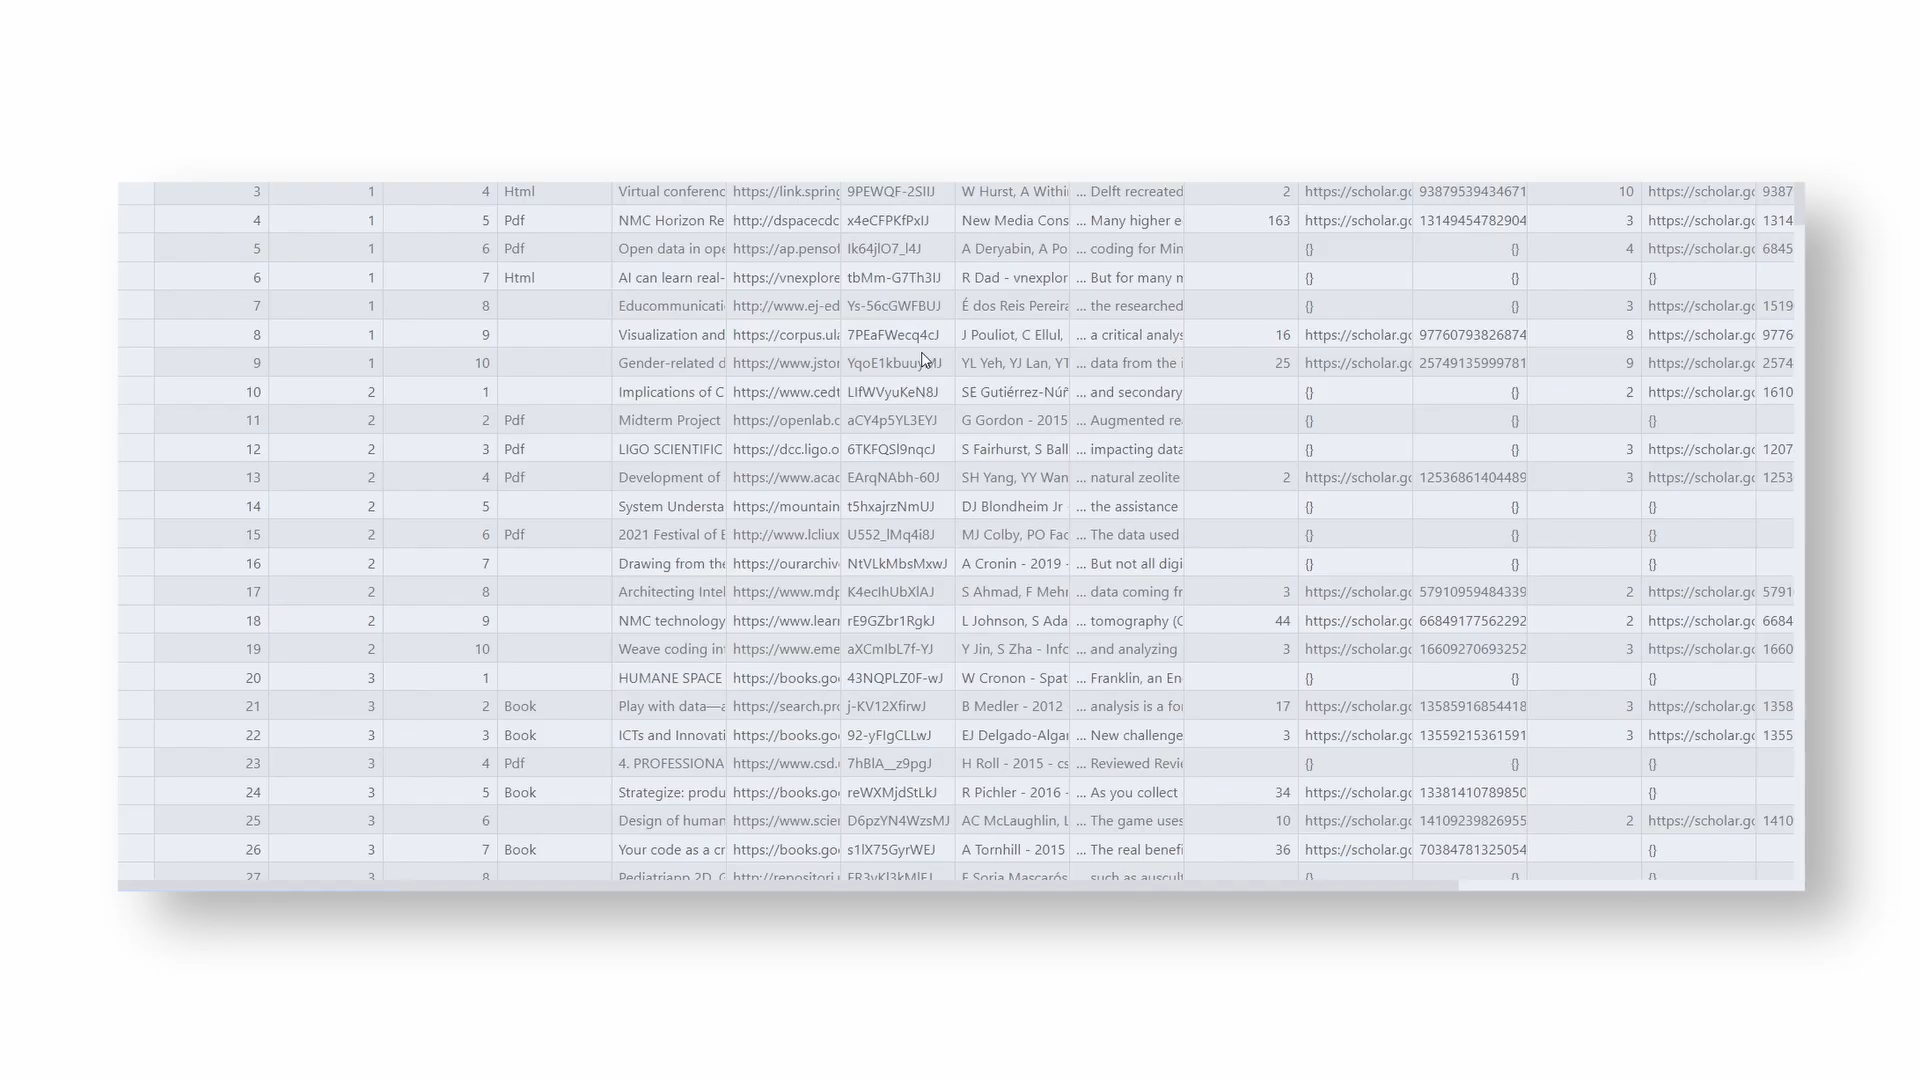 3 1 4 Html Virtual conferenc https://link.spring 9PEWQF-2SIIJ W Hurst, A Withi ... Delft recreated 2 https://scholar.gc 93879539434671 10 https://scholar.gc 9387
4 1 5 Pdf NMC Horizon Re http://dspacecdc x4eCFPKfPxIJ New Media Cons ... Many higher e 163 https://scholar.gc 13149454782904 3 https://scholar.gc 1314
5 1 6 Pdf Open data in ope https://ap.pensof Ik64jlO7_l4J A Deryabin, A Po ... coding for Min {} {} 4 https://scholar.gc 6845
6 1 7 Html AI can learn real- https://vnexplore tbMm-G7Th3IJ R Dad - vnexplor ... But for many m {} {} {}
7 1 8 Educommunicati http://www.ej-ed Ys-56cGWFBUJ É dos Reis Pereira ... the researched {} {} 3 https://scholar.gc 1519
8 1 9 Visualization and https://corpus.ula 7PEaFWecq4cJ J Pouliot, C Ellul, ... a critical analys 16 https://scholar.gc 97760793826874 8 https://scholar.gc 9776
9 1 10 Gender-related d https://www.jstor YL Yeh, YJ Lan, YT ... data from the i 25 https://scholar.gc 25749135999781 9 https://scholar.gc 2574
10 2 1 Implications of C https://www.cedt LIfWVyuKeN8J SE Gutiérrez-Núñ ... and secondary {} {} 2 https://scholar.gc 1610
11 2 2 Pdf Midterm Project https://openlab.c aCY4p5YL3EYJ G Gordon - 2015 ... Augmented re {} {} {}
12 2 3 Pdf LIGO SCIENTIFIC https://dcc.ligo.o 6TKFQSl9nqcJ S Fairhurst, S Ball ... impacting data {} {} 3 https://scholar.gc 1207
13 2 4 Pdf Development of https://www.acac EArqNAbh-60J SH Yang, YY Wan ... natural zeolite 2 https://scholar.gc 12536861404489 3 https://scholar.gc 1253
14 2 5 System Understa https://mountain t5hxajrzNmUJ DJ Blondheim Jr ... the assistance {} {} {}
15 2 6 Pdf 2021 Festival of E http://www.lcliux U552_lMq4i8J MJ Colby, PO Fac ... The data used {} {} {}
16 2 7 Drawing from the https://ourarchiv NtVLkMbsMxwJ A Cronin - 2019 - ... But not all digi {} {} {}
17 2 8 Architecting Intel https://www.mdp K4ecIhUbXlAJ S Ahmad, F Mehr ... data coming fr 3 https://scholar.gc 57910959484339 2 https://scholar.gc 5791
18 2 9 NMC technology https://www.learr rE9GZbr1RgkJ L Johnson, S Ada ... tomography (C 44 https://scholar.gc 66849177562292 2 https://scholar.gc 6684
19 2 10 Weave coding in https://www.eme aXCmIbL7f-YJ Y Jin, S Zha - Info ... and analyzing 3 https://scholar.gc 16609270693252 3 https://scholar.gc 1660
20 3 1 HUMANE SPACE https://books.goo 43NQPLZ0F-wJ W Cronon - Spat ... Franklin, an En {} {} {}
21 3 2 Book Play with data—a https://search.pro j-KV12XfirwJ B Medler - 2012 ... analysis is a fo 17 https://scholar.gc 13585916854418 3 https://scholar.gc 1358
22 3 3 Book ICTs and Innovati https://books.goo 92-yFIgCLLwJ EJ Delgado-Algar ... New challenge 3 https://scholar.gc 13559215361591 3 https://scholar.gc 1355
23 3 4 Pdf 4. PROFESSIONA https://www.csd. 7hBlA__z9pgJ H Roll - 2015 - cs ... Reviewed Revi {} {} {}
24 3 5 Book Strategize: produ https://books.goo reWXMjdStLkJ R Pichler - 2016 - ... As you collect 34 https://scholar.gc 13381410789850 {}
25 3 6 Design of human https://www.scier D6pzYN4WzsMJ AC McLaughlin, L ... The game uses 10 https://scholar.gc 14109239826955 2 https://scholar.gc 1410
26 3 7 Book Your code as a cr https://books.goo s1lX75GyrWEJ A Tornhill - 2015 ... The real benefi 36 https://scholar.gc 70384781325054 {}
27 3 8 Pediatriapp 2D. http://repositori. F Soria Mascarós ... such as auscult {} {} {}